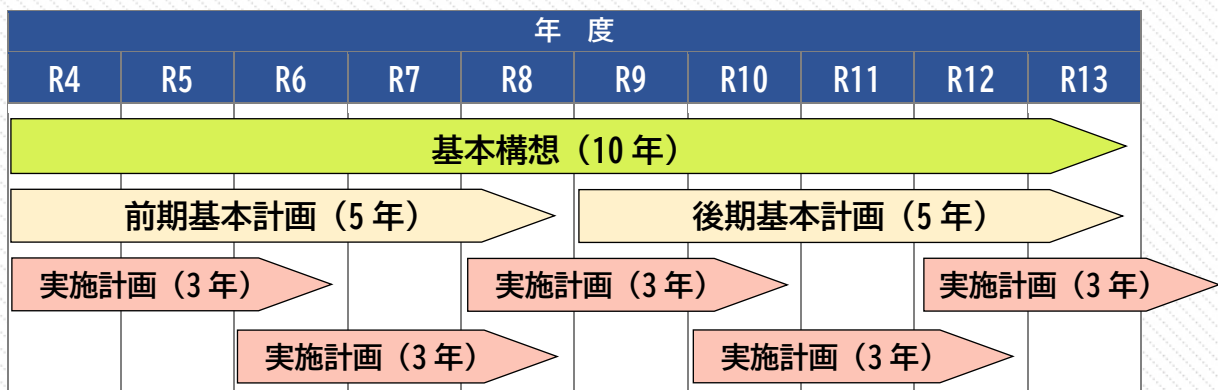 年 度
R4 R5 R6 R7 R8 R9 R10 R11 R12 R13
基本構想（10 年）
前期基本計画（5 年） 後期基本計画（5 年）
実施計画（3 年） 実施計画（3 年） 実施計画（3 年）
実施計画（3 年） 実施計画（3 年）